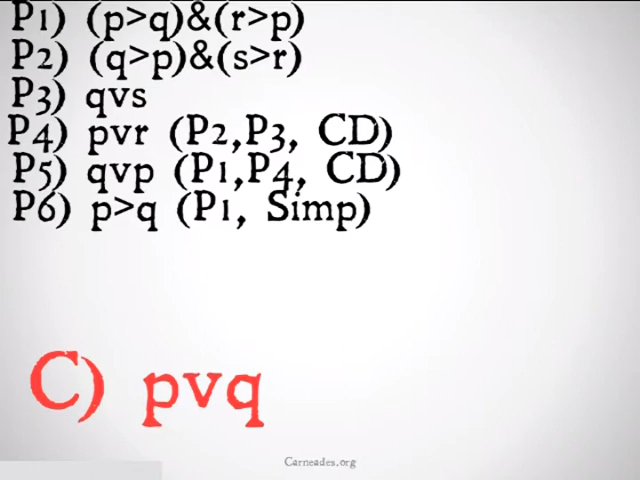 P1) (p>q)&(r>p)
P2) (q>p)&(s>r)
P3) qvs
P4) pvr (P2,P3, CD)
P5) qvp (P1,P4, CD)
P6) p>q (P1, Simp)
C) pvq
Carneades.org